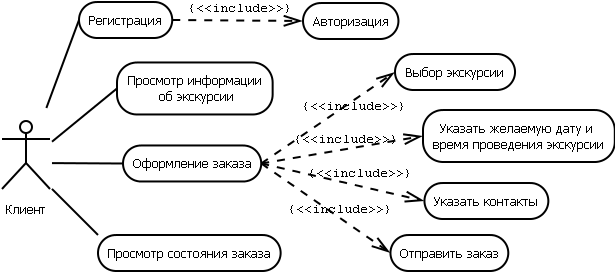 Регистрация
{<<include>>}
Авторизация
Просмотр информации
об экскурсии
Выбор экскурсии
{<<include>>}
Указать желаемую дату и
время проведения экскурсии
{<<include>>}
Оформление заказа
{<<include>>}
Указать контакты
{<<include>>}
Клиент
Просмотр состояния заказа
Отправить заказ